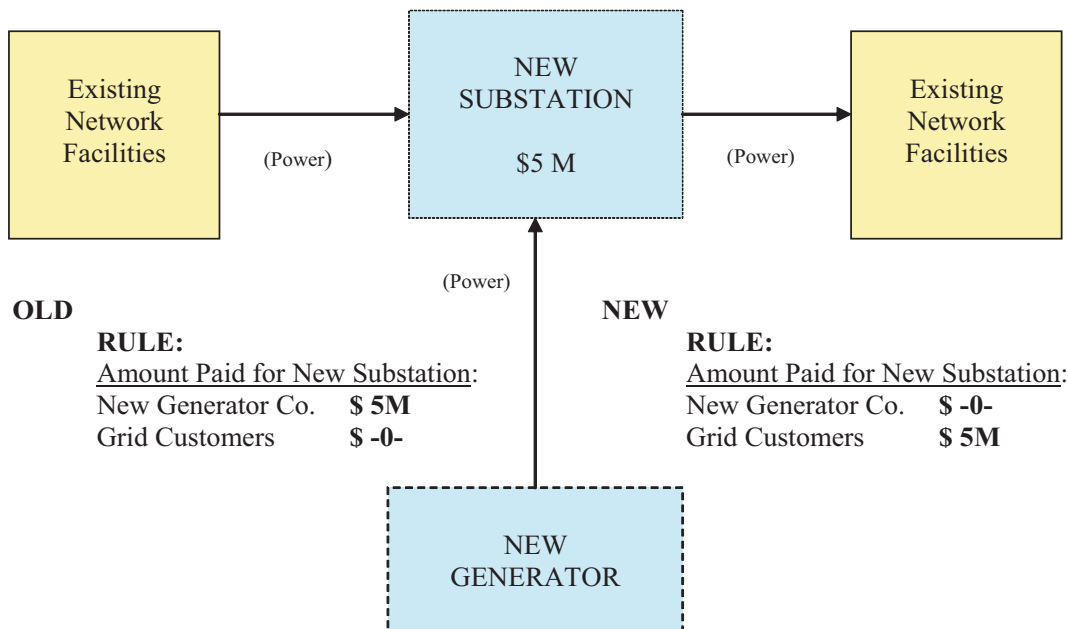 Existing
Network
Facilities
(Power)
NEW
SUBSTATION
$5 M
(Power)
Existing
Network
Facilities
(Power)
OLD
RULE:
Amount Paid for New Substation:
New Generator Co. $ 5M
Grid Customers $ -0-
NEW
RULE:
Amount Paid for New Substation:
New Generator Co. $ -0-
Grid Customers $ 5M
NEW
GENERATOR